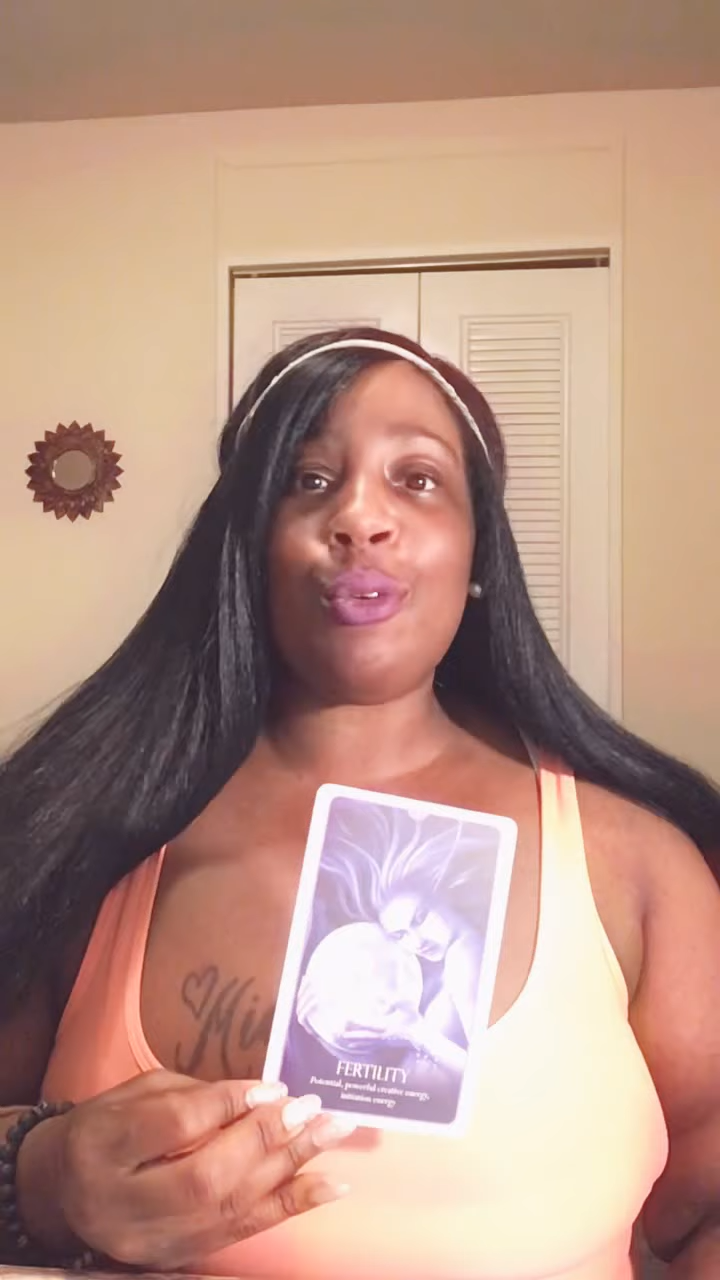 FERTILITY
Potential, powerful creative energy,
initiation energy